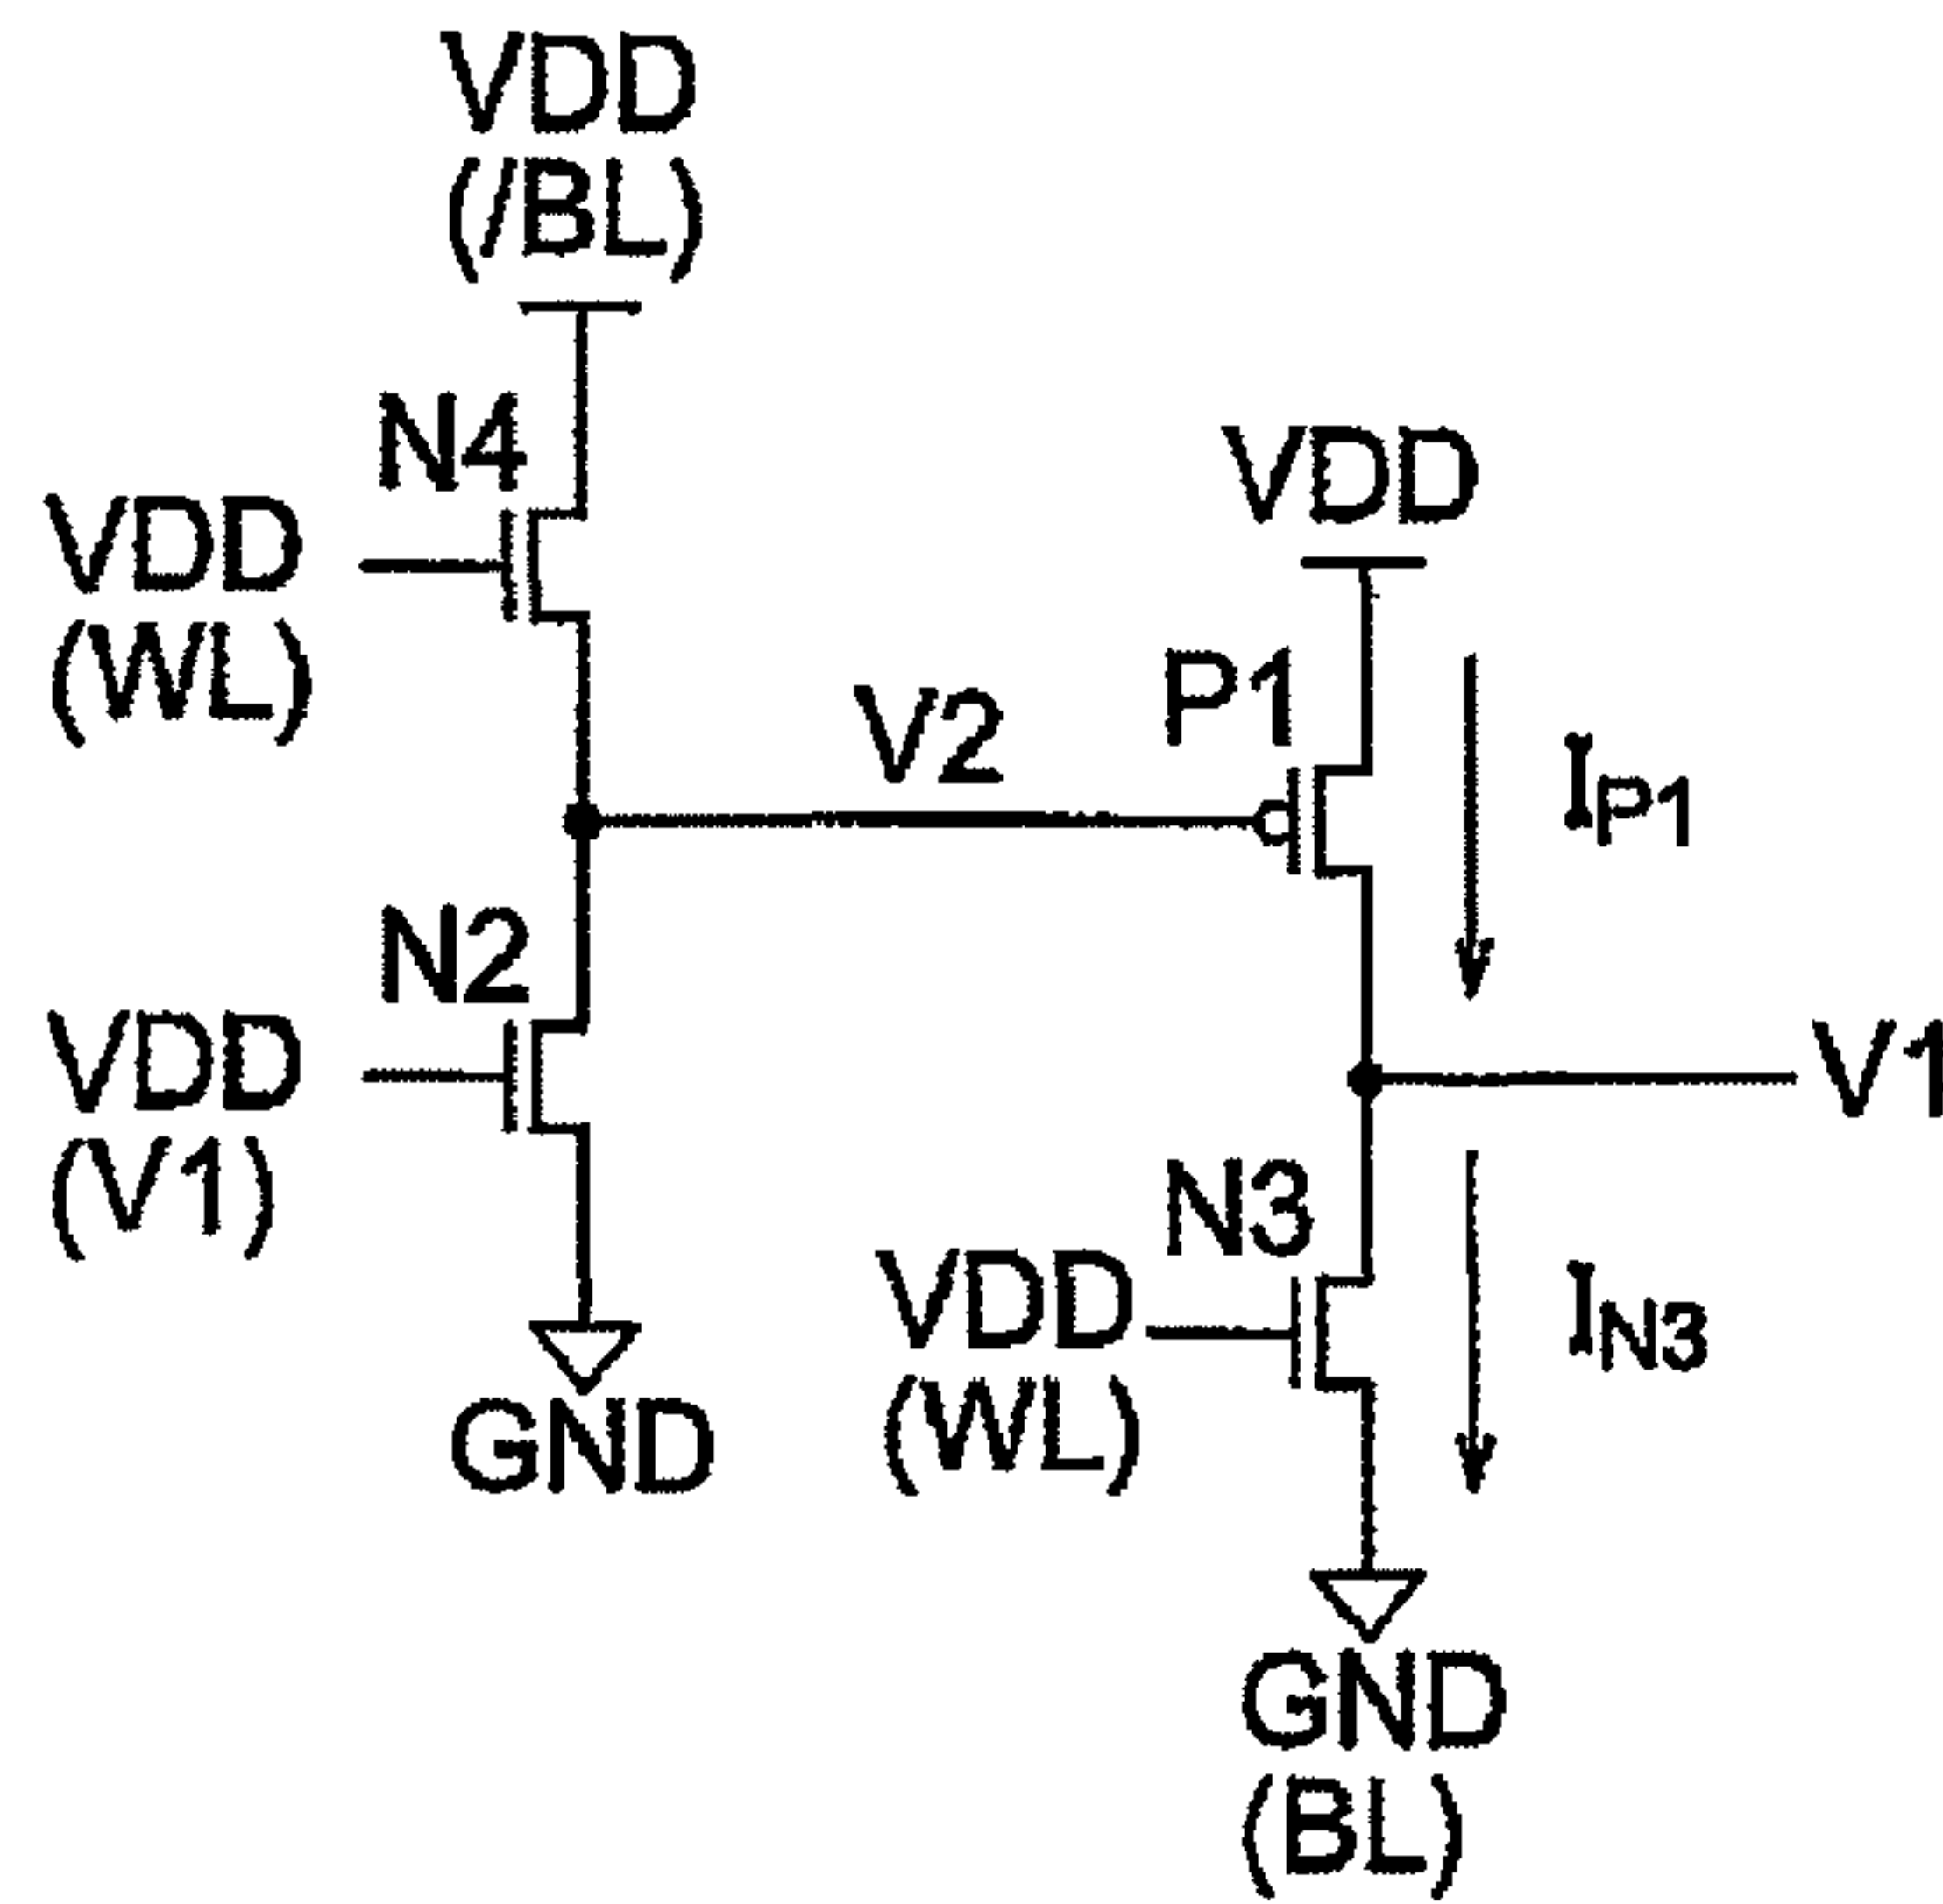 VDD
(/BL)
N4
VDD
(WL)
VDD
P1
V2
IP1
N2
VDD
(V1)
V1
N3
VDD
(WL)
IN3
GND
GND
(BL)